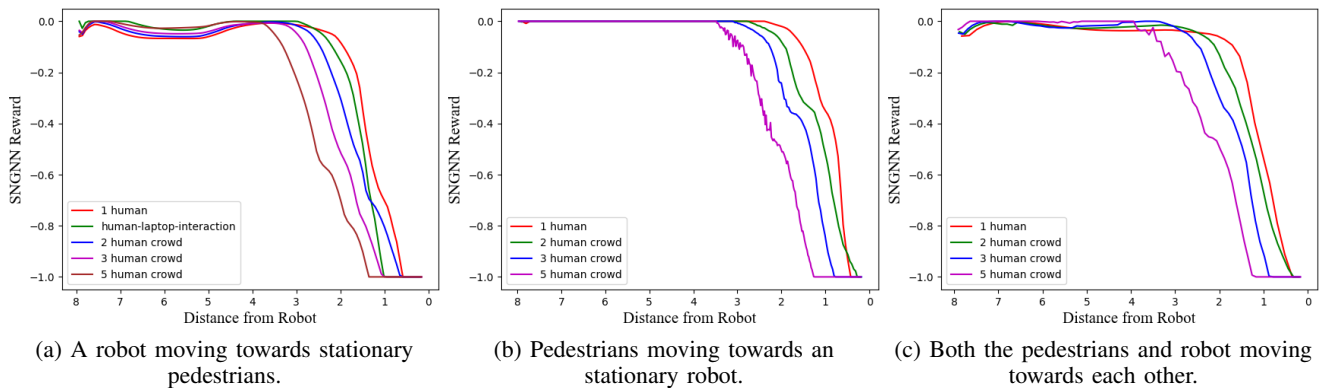 0.0
−0.2
−0.4
−0.6
−0.8
−1.0
SNGNN Reward
1 human
human-laptop-interaction
2 human crowd
3 human crowd
5 human crowd
8 7 6 5 4 3 2 1 0
Distance from Robot
(a) A robot moving towards stationary
pedestrians.
0.0
−0.2
−0.4
−0.6
−0.8
−1.0
SNGNN Reward
1 human
2 human crowd
3 human crowd
5 human crowd
8 7 6 5 4 3 2 1 0
Distance from Robot
(b) Pedestrians moving towards an
stationary robot.
0.0
−0.2
−0.4
−0.6
−0.8
−1.0
SNGNN Reward
1 human
2 human crowd
3 human crowd
5 human crowd
8 7 6 5 4 3 2 1 0
Distance from Robot
(c) Both the pedestrians and robot moving
towards each other.